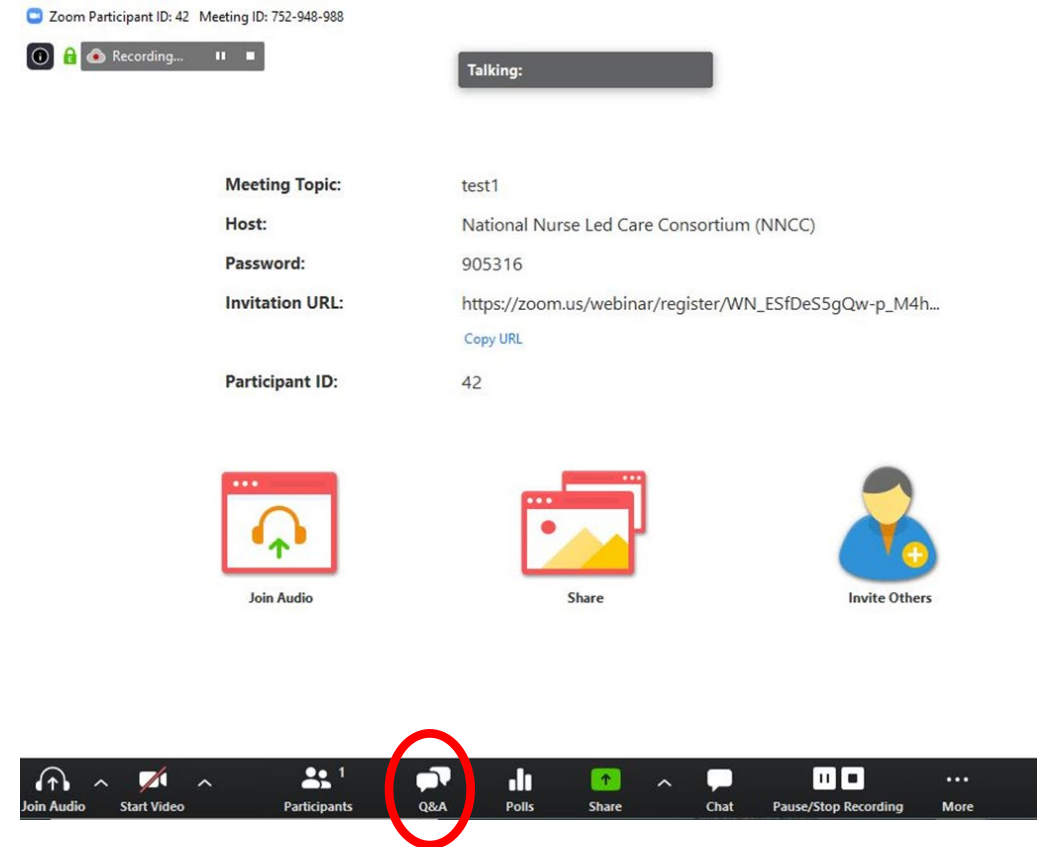 Zoom Participant ID: 42 Meeting ID: 752-948-988
Recording...
Talking:
Meeting Topic: test1
Host: National Nurse Led Care Consortium (NNCC)
Password: 905316
Invitation URL: https://zoom.us/webinar/register/WN_ESfDeS5gQw-p_M4h...
Copy URL
Participant ID: 42
Join Audio Share Invite Others
1
Join Audio Start Video Participants Q&A Polls Share Chat Pause/Stop Recording More